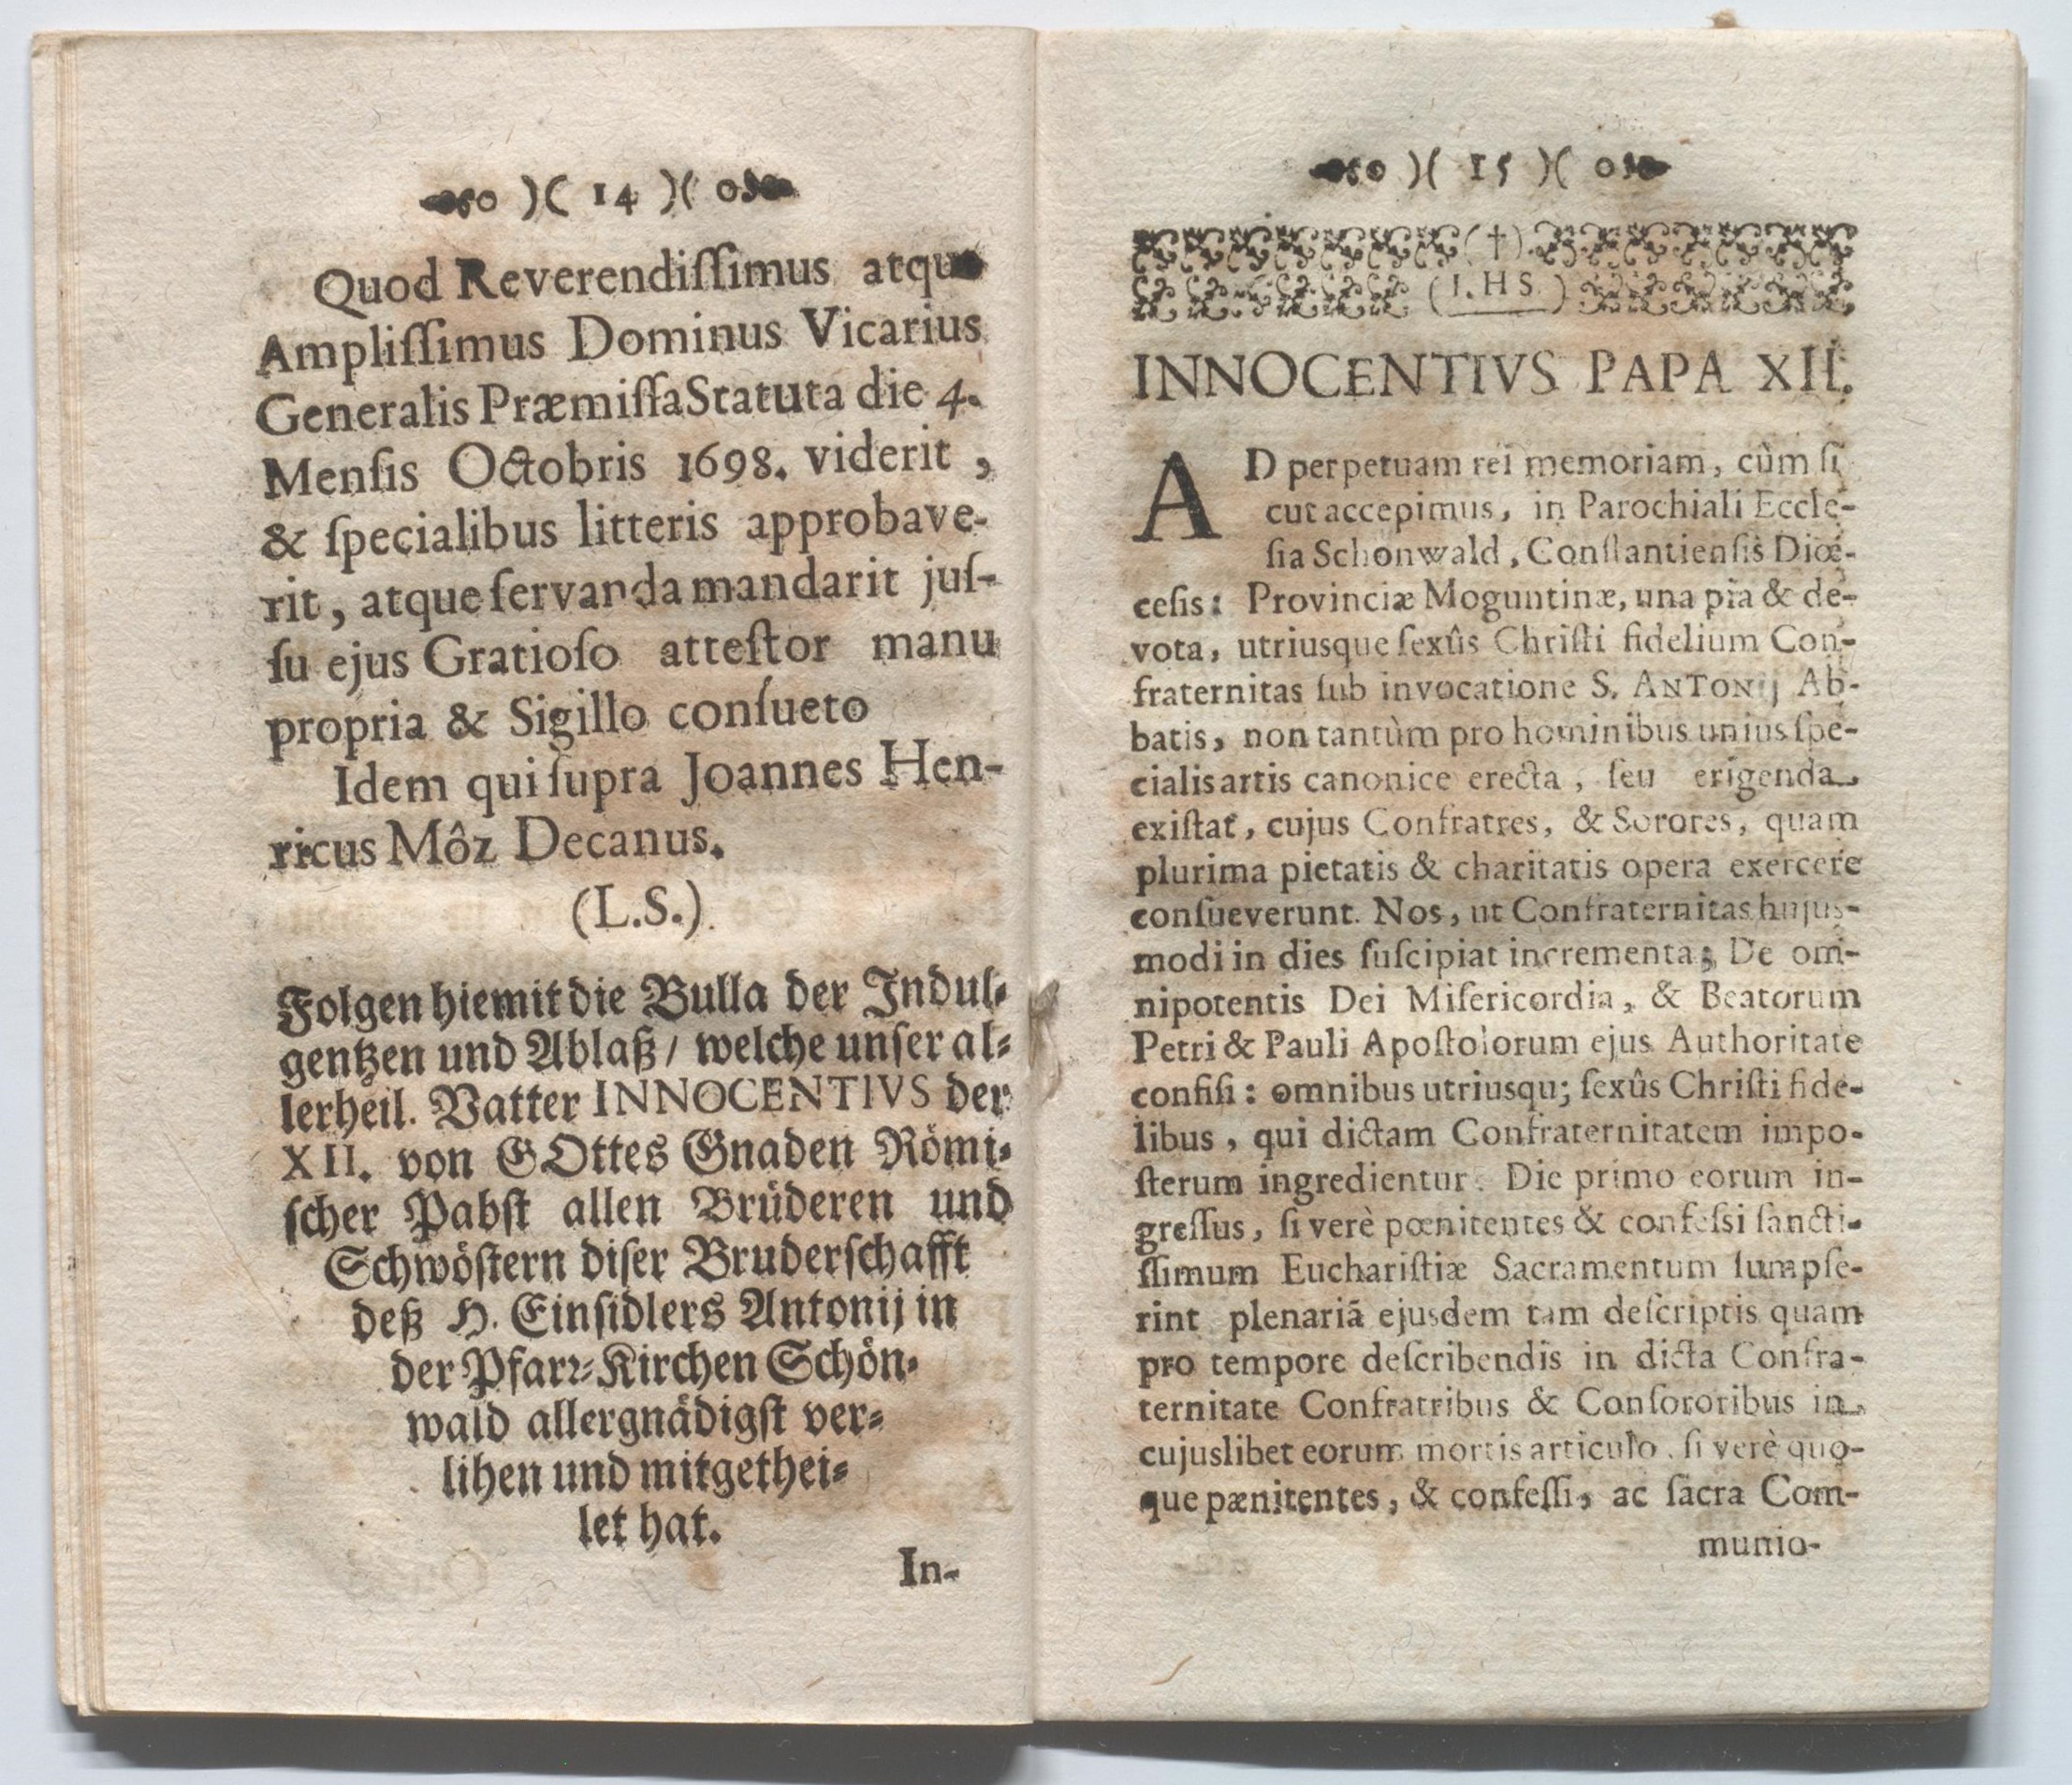 )( 14 )(
Quod Reverendiſſimus atque
Ampliſſimus Dominus Vicarius
Generalis PræmiſſaStatuta die 4.
Menſis Octobris 1698. viderit ,
& ſpecialibus litteris approbave-
rit, atque ſervanda mandarit juſ-
ſu ejus Gratioſo atteſtor manu
propria & Sigillo conſueto
Idem qui ſupra Joannes Hen-
ricus Môz Decanus.
(L.S.)
Folgen hiemit die Bulla der Indul-
gentzen und Ablaß / welche unſer al-
lerheil. Vatter INNOCENTIVS der
XII. von GOttes Gnaden Römi-
ſcher Pabſt allen Brüderen und
Schwöſtern diſer Bruderſchafft
deß H. Einſidlers Antonij in
der Pfarr-Kirchen Schön-
wald allergnädigſt ver-
lihen und mitgethei-
let hat.
In-
)( 15 )(
(†)
(I.HS.)
INNOCENTIVS PAPA XII.
AD perpetuam rei memoriam, cùm ſi
cut accepimus, in Parochiali Eccle-
ſia Schonwald, Conſtantienſis Diœ-
ceſis: Provinciæ Moguntinæ, una pia & de-
vota, utriusque ſexûs Chriſti fidelium Con-
fraternitas ſub invocatione S. ANTONIJ Ab-
batis, non tantùm pro hominibus unius ſpe-
cialis artis canonice erecta, ſeu erigenda
exiſtat, cujus Confratres, & Sorores, quam
plurima pietatis & charitatis opera exercere
conſueverunt. Nos, ut Confraternitas hujus-
modi in dies ſuſcipiat incrementa; De om-
nipotentis Dei Miſericordia, & Beatorum
Petri & Pauli Apoſtolorum ejus Authoritate
confiſi: omnibus utriusqu; ſexûs Chriſti fide-
libus, qui dictam Confraternitatem impo-
ſterum ingredientur. Die primo eorum in-
greſſus, ſi verè pœnitentes & confeſsi ſancti-
ſſimum Euchariſtiæ Sacramentum ſumpſe-
rint plenariã ejusdem tam deſcriptis quam
pro tempore deſcribendis in dicta Confra-
ternitate Confratribus & Conſororibus in
cujuslibet eorum mortis articulo. ſi verè quo-
que pænitentes, & confeſſi, ac ſacra Com-
munio-